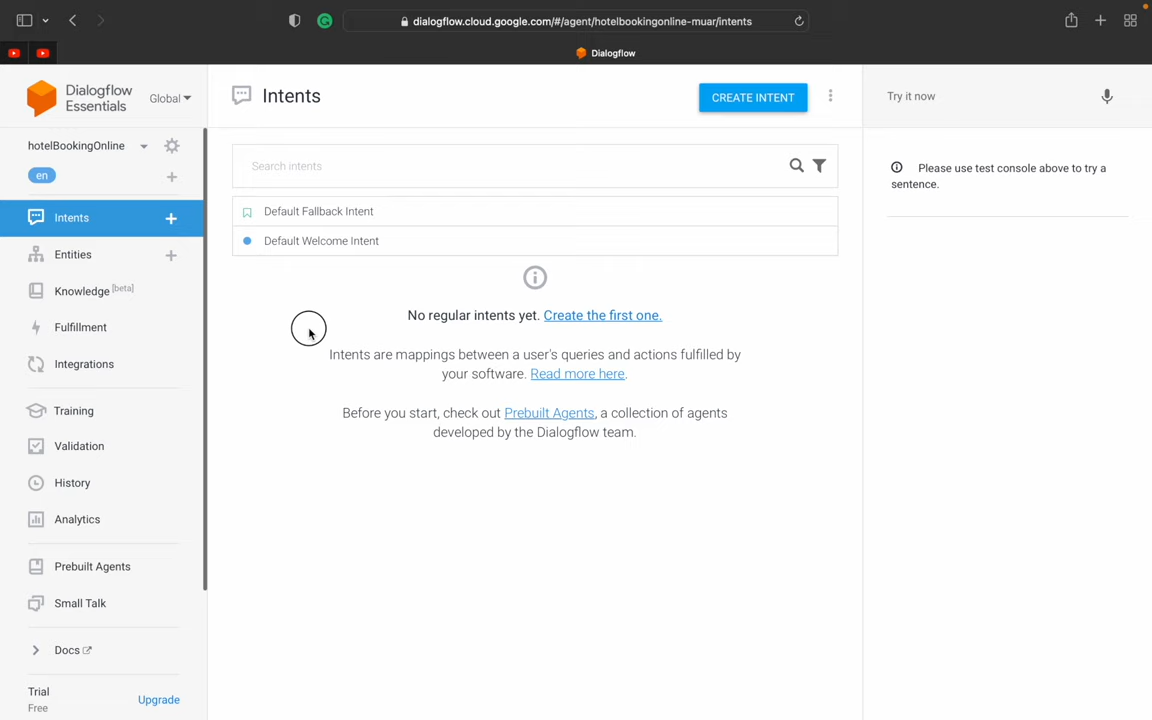 dialogflow.cloud.google.com/#/agent/hotelbookingonline-muar/intents
Dialogflow
Dialogflow
Essentials
Global
hotelBookingOnline
en
Intents
Entities
Knowledge [beta]
Fulfillment
Integrations
Training
Validation
History
Analytics
Prebuilt Agents
Small Talk
Docs
Trial
Free
Upgrade
Intents
CREATE INTENT
Search intents
Default Fallback Intent
Default Welcome Intent
No regular intents yet. Create the first one.
Intents are mappings between a user's queries and actions fulfilled by
your software. Read more here.
Before you start, check out Prebuilt Agents, a collection of agents
developed by the Dialogflow team.
Try it now
Please use test console above to try a
sentence.